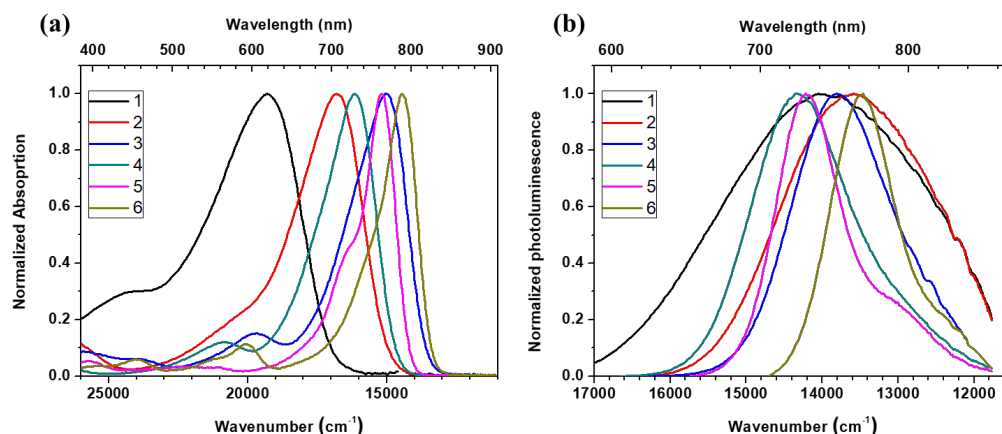 (a)
Wavelength (nm)
400 500 600 700 800 900
Normalized Absorption
1.0
0.8
0.6
0.4
0.2
0.0
1
2
3
4
5
6
25000 20000 15000
Wavenumber (cm-1)
(b)
Wavelength (nm)
600 700 800
Normalized photoluminescence
1.0
0.8
0.6
0.4
0.2
0.0
1
2
3
4
5
6
17000 16000 15000 14000 13000 12000
Wavenumber (cm-1)